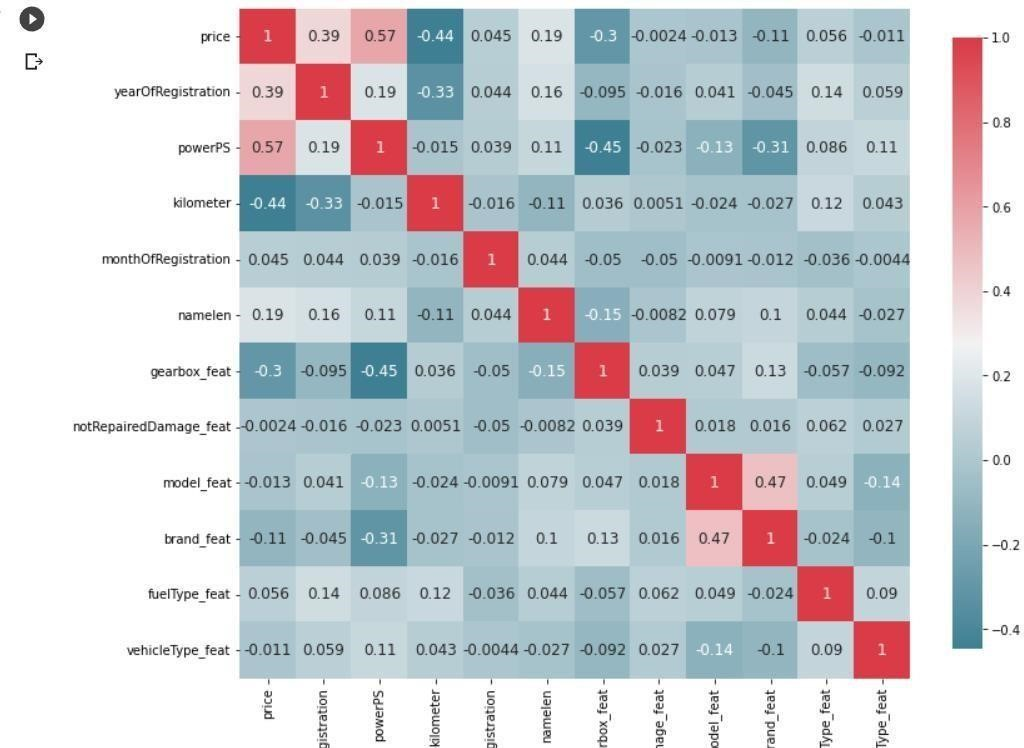 price 1 0.39 0.57 -0.44 0.045 0.19 -0.3 -0.0024 -0.013 -0.11 0.056 -0.011
yearOfRegistration 0.39 1 0.19 -0.33 0.044 0.16 -0.095 -0.016 0.041 -0.045 0.14 0.059
powerPS 0.57 0.19 1 -0.015 0.039 0.11 -0.45 -0.023 -0.13 -0.31 0.086 0.11
kilometer -0.44 -0.33 -0.015 1 -0.016 -0.11 0.036 0.0051 -0.024 -0.027 0.12 0.043
monthOfRegistration 0.045 0.044 0.039 -0.016 1 0.044 -0.05 -0.05 -0.0091 -0.012 -0.036 -0.0044
namelen 0.19 0.16 0.11 -0.11 0.044 1 -0.15 -0.0082 0.079 0.1 0.044 -0.027
gearbox_feat -0.3 -0.095 -0.45 0.036 -0.05 -0.15 1 0.039 0.047 0.13 -0.057 -0.092
notRepairedDamage_feat -0.0024 -0.016 -0.023 0.0051 -0.05 -0.0082 0.039 1 0.018 0.016 0.062 0.027
model_feat -0.013 0.041 -0.13 -0.024 -0.0091 0.079 0.047 0.018 1 0.47 0.049 -0.14
brand_feat -0.11 -0.045 -0.31 -0.027 -0.012 0.1 0.13 0.016 0.47 1 -0.024 -0.1
fuelType_feat 0.056 0.14 0.086 0.12 -0.036 0.044 -0.057 0.062 0.049 -0.024 1 0.09
vehicleType_feat -0.011 0.059 0.11 0.043 -0.0044 -0.027 -0.092 0.027 -0.14 -0.1 0.09 1
price
gistration
powerPS
kilometer
gistration
namelen
rbox_feat
nage_feat
odel_feat
rand_feat
Type_feat
Type_feat
1.0
0.8
0.6
0.4
0.2
0.0
−0.2
−0.4